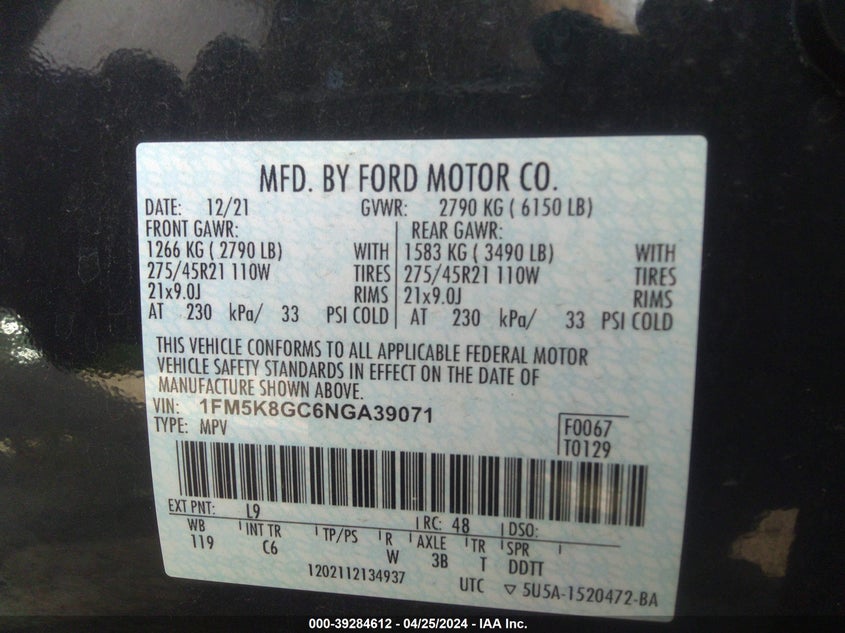 MFD. BY FORD MOTOR CO.
DATE: 12/21 GVWR: 2790 KG ( 6150 LB)
FRONT GAWR: REAR GAWR:
1266 KG ( 2790 LB) WITH 1583 KG ( 3490 LB) WITH
275/45R21 110W TIRES 275/45R21 110W TIRES
21x9.0J RIMS 21x9.0J RIMS
AT 230 kPa/ 33 PSI COLD AT 230 kPa/ 33 PSI COLD
THIS VEHICLE CONFORMS TO ALL APPLICABLE FEDERAL MOTOR
VEHICLE SAFETY STANDARDS IN EFFECT ON THE DATE OF
MANUFACTURE SHOWN ABOVE.
VIN: 1FM5K8GC6NGA39071
TYPE: MPV
F0067
T0129
EXT PNT: L9 RC: 48 DSO:
WB INT TR TP/PS R AXLE TR SPR
119 C6 W 3B T DDTT
1202112134937 UTC ▽ 5U5A-1520472-BA
000-39284612 - 04/25/2024 - IAA Inc.